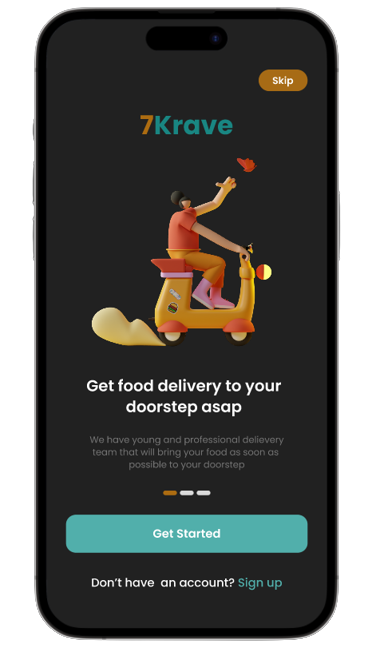 Skip
7Krave
Get food delivery to your
doorstep asap
We have young and professional delievery
team that will bring your food as soon as
possible to your doorstep
Get Started
Don't have an account? Sign up